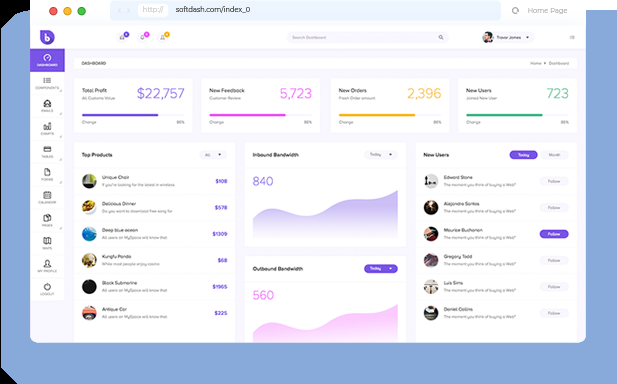 http://
softdash.com/index_0
Home Page
b
Search Dashboard
Travor James
DASHBOARD
DASHBOARD
Home
Dashboard
COMPONENTS
EMAILS
CHARTS
TABLES
FORMS
CALENDAR
PAGES
MAPS
MY PROFILE
LOGOUT
Total Profit
All Customs Value
$22,757
Change
New Feedback
Customer Review
5,723
Change
New Orders
Fresh Order amount
2,396
Change
New Users
Joined New User
723
Change
Top Products
All
Unique Chair
If you're looking for the latest in wireless
$108
Delicious Dinner
Do you want to download free song for
$578
Deep blue ocean
All users on MySpace will know that
$1309
Kungfu Panda
While most people enjoy casino
$68
Black Submarine
All users on MySpace will know that
$1965
Antique Car
All users on MySpace will know that
$225
Inbound Bandwidth
Today
840
Outbound Bandwidth
Today
560
New Users
Today
Month
Edward Stone
The moment you think of buying a Web*
Follow
Alejandro Santos
The moment you think of buying a Web*
Follow
Maurice Buchanan
The moment you think of buying a Web*
Follow
Gregory Todd
The moment you think of buying a Web*
Follow
Luis Sims
The moment you think of buying a Web*
Follow
Daniel Collins
The moment you think of buying a Web*
Follow